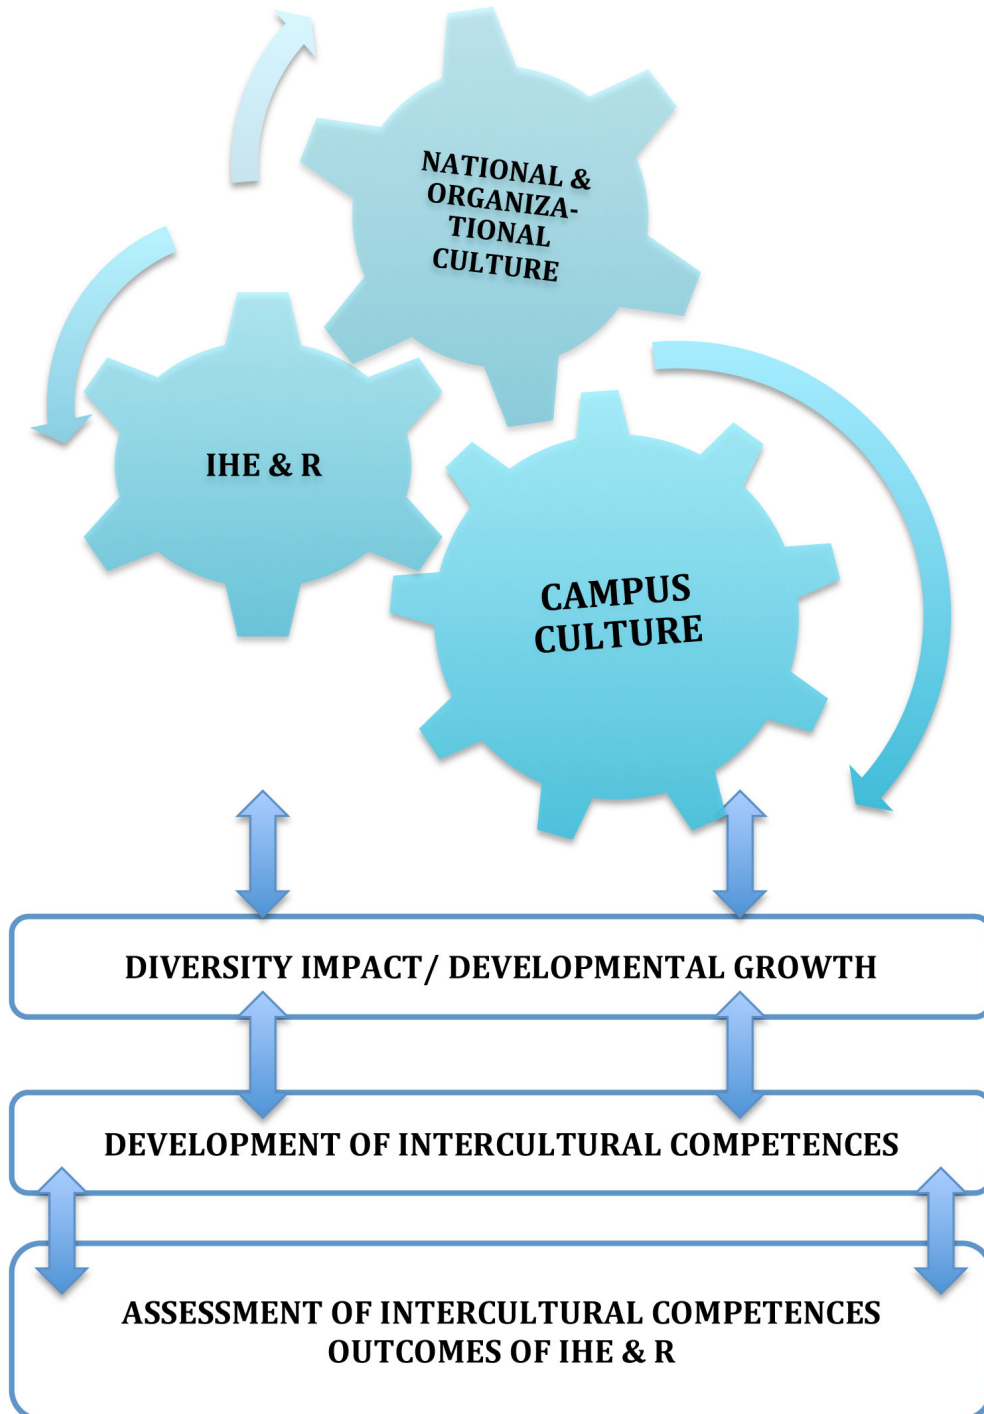 NATIONAL &
ORGANIZA-
TIONAL
CULTURE
IHE & R
CAMPUS
CULTURE
DIVERSITY IMPACT/ DEVELOPMENTAL GROWTH
DEVELOPMENT OF INTERCULTURAL COMPETENCES
ASSESSMENT OF INTERCULTURAL COMPETENCES
OUTCOMES OF IHE & R